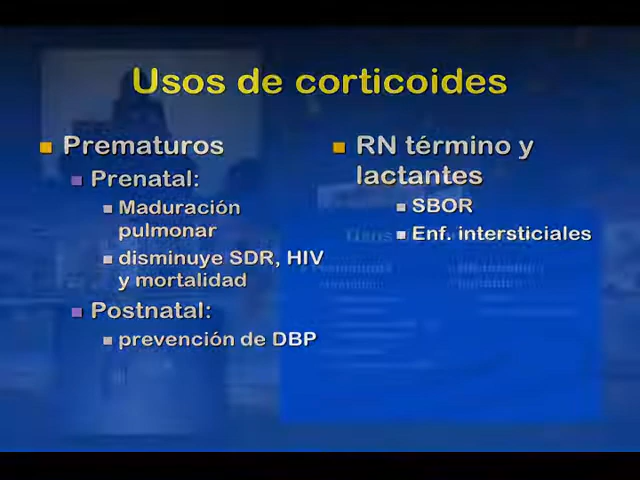 Usos de corticoides
Prematuros
Prenatal:
Maduración
pulmonar
disminuye SDR, HIV
y mortalidad
Postnatal:
prevención de DBP
RN término y
lactantes
SBOR
Enf. intersticiales